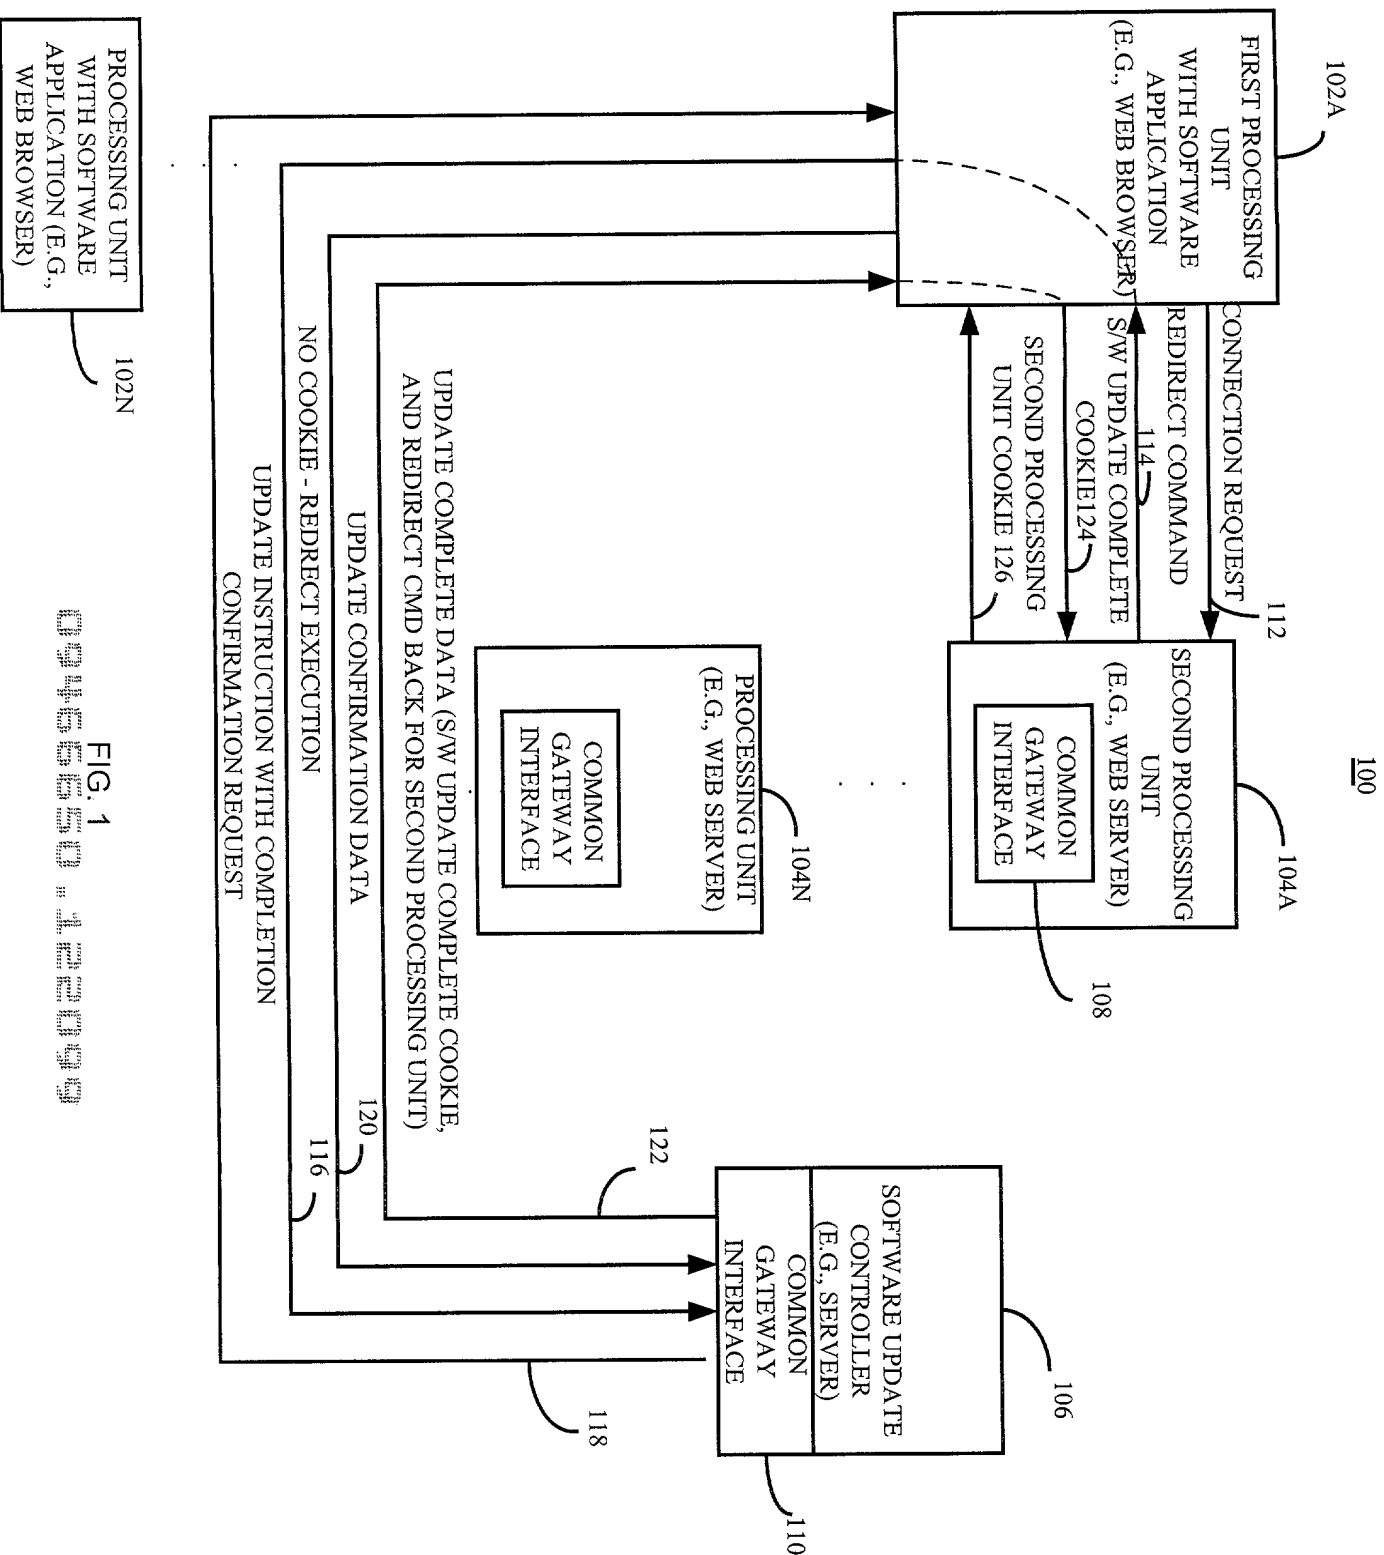 100
102A
FIRST PROCESSING
UNIT
WITH SOFTWARE
APPLICATION
(E.G., WEB BROWSER)
CONNECTION REQUEST
112
REDIRECT COMMAND
114
S/W UPDATE COMPLETE
COOKIE124
SECOND PROCESSING
UNIT COOKIE 126
SECOND PROCESSING
UNIT
(E.G., WEB SERVER)
COMMON
GATEWAY
INTERFACE
104A
108
. . .
PROCESSING UNIT
(E.G., WEB SERVER)
COMMON
GATEWAY
INTERFACE
104N
SOFTWARE UPDATE
CONTROLLER
(E.G., SERVER)
COMMON
GATEWAY
INTERFACE
106
110
122
118
UPDATE COMPLETE DATA (S/W UPDATE COMPLETE COOKIE,
AND REDIRECT CMD BACK FOR SECOND PROCESSING UNIT)
120
UPDATE CONFIRMATION DATA
116
NO COOKIE - REDRECT EXECUTION
UPDATE INSTRUCTION WITH COMPLETION
CONFIRMATION REQUEST
. . .
PROCESSING UNIT
WITH SOFTWARE
APPLICATION (E.G.,
WEB BROWSER)
102N
FIG. 1